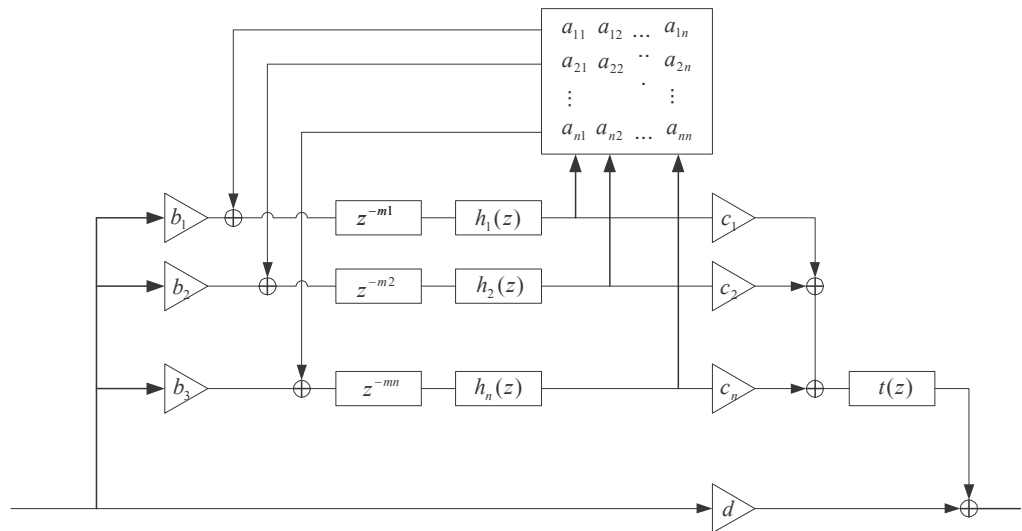 a₁₁ a₁₂ ... a₁ₙ
a₂₁ a₂₂ ⋱ a₂ₙ
⋮ ⋮
aₙ₁ aₙ₂ ... aₙₙ
b₁ z⁻ᵐ¹ h₁(z) c₁
b₂ z⁻ᵐ² h₂(z) c₂
b₃ z⁻ᵐⁿ hₙ(z) cₙ t(z)
d